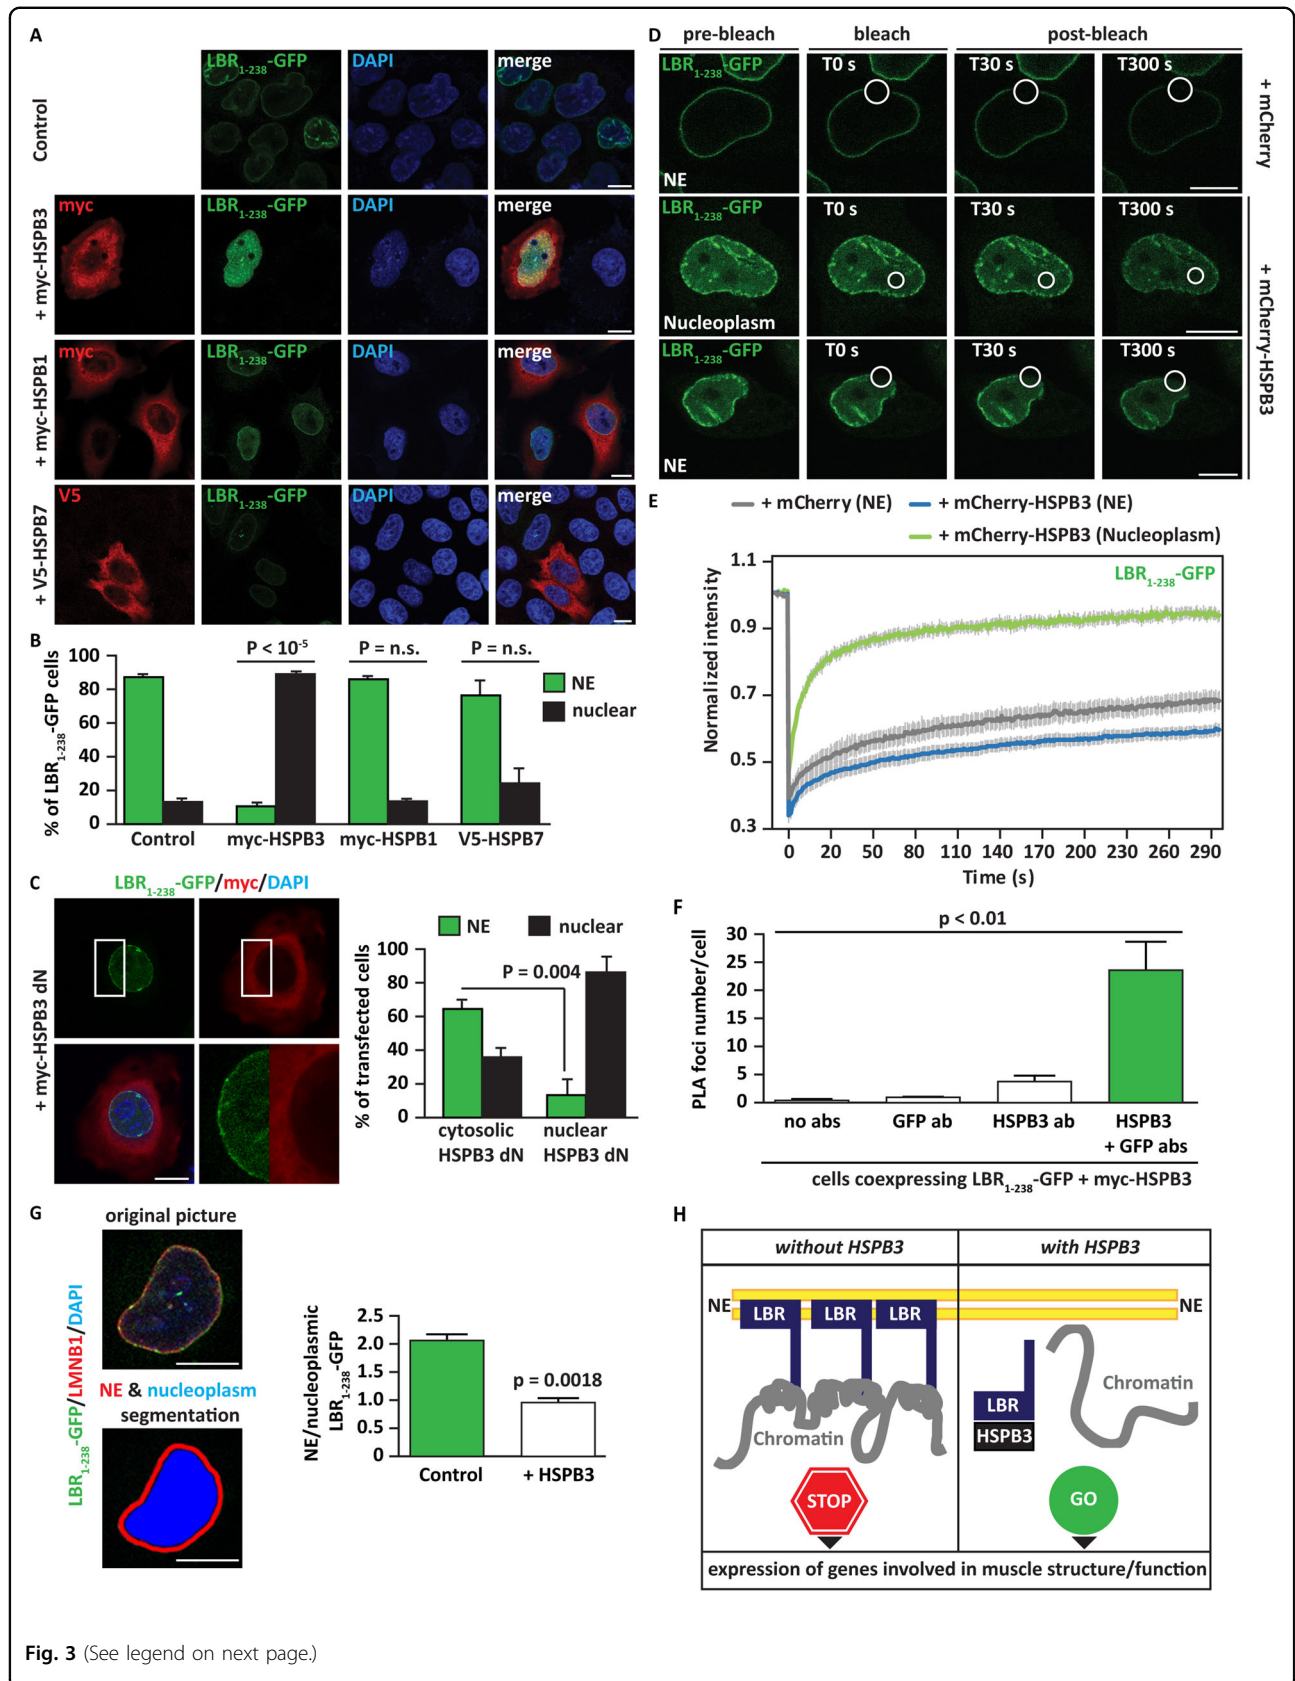 A
LBR1-238-GFP DAPI merge
Control
myc LBR1-238-GFP DAPI merge
+ myc-HSPB3
myc LBR1-238-GFP DAPI merge
+ myc-HSPB1
V5 LBR1-238-GFP DAPI merge
+ V5-HSPB7
B
P < 10-5 P = n.s. P = n.s.
% of LBR1-238-GFP cells
100
80
60
40
20
0
NE
nuclear
Control myc-HSPB3 myc-HSPB1 V5-HSPB7
C
LBR1-238-GFP/myc/DAPI
+ myc-HSPB3 dN
NE nuclear
% of transfected cells
100
80
60
40
20
0
P = 0.004
cytosolic HSPB3 dN
nuclear HSPB3 dN
D
pre-bleach bleach post-bleach
LBR1-238-GFP T0 s T30 s T300 s
NE
+ mCherry
LBR1-238-GFP T0 s T30 s T300 s
Nucleoplasm
LBR1-238-GFP T0 s T30 s T300 s
NE
+ mCherry-HSPB3
E
+ mCherry (NE) + mCherry-HSPB3 (NE)
+ mCherry-HSPB3 (Nucleoplasm)
LBR1-238-GFP
Normalized intensity
1.1
0.9
0.7
0.5
0.3
0 20 50 80 110 140 170 200 230 260 290
Time (s)
F
p < 0.01
PLA foci number/cell
30
25
20
15
10
5
0
no abs GFP ab HSPB3 ab HSPB3
+ GFP abs
cells coexpressing LBR1-238-GFP + myc-HSPB3
G
original picture
LBR1-238-GFP/LMNB1/DAPI
NE & nucleoplasm
segmentation
NE/nucleoplasmic
LBR1-238-GFP
2.5
2.0
1.5
1.0
0.5
0
p = 0.0018
Control + HSPB3
H
without HSPB3 with HSPB3
NE LBR LBR LBR NE
Chromatin
STOP
Chromatin
LBR
HSPB3
GO
expression of genes involved in muscle structure/function
Fig. 3 (See legend on next page.)